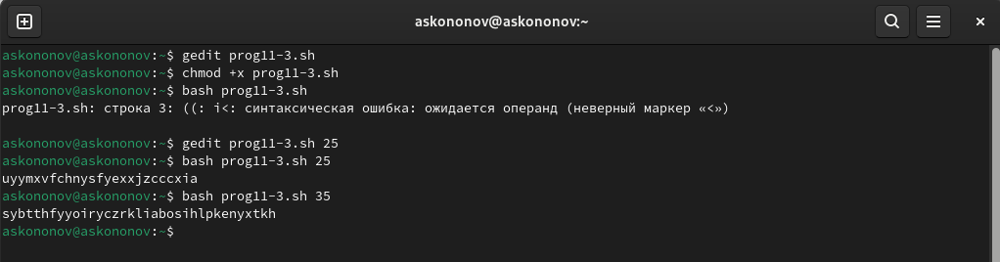 askononov@askononov:~
askononov@askononov:~$ gedit prog11-3.sh
askononov@askononov:~$ chmod +x prog11-3.sh
askononov@askononov:~$ bash prog11-3.sh
prog11-3.sh: строка 3: ((: i<: синтаксическая ошибка: ожидается операнд (неверный маркер «<»)
askononov@askononov:~$ gedit prog11-3.sh 25
askononov@askononov:~$ bash prog11-3.sh 25
uyymxvfchnysfyexxjzcccxia
askononov@askononov:~$ bash prog11-3.sh 35
sybtthfyyoiryczrkliabosihlpkenyxtkh
askononov@askononov:~$